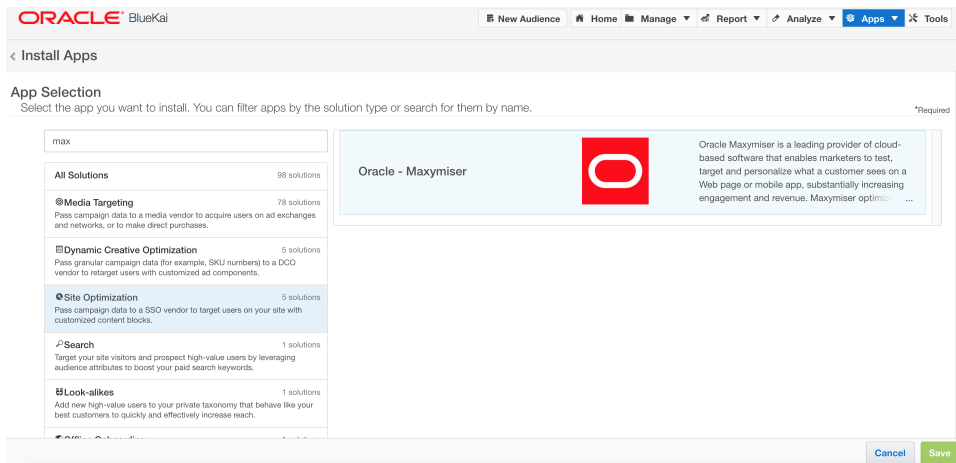 ORACLE® BlueKai
New Audience Home Manage Report Analyze Apps Tools
Install Apps
App Selection
Select the app you want to install. You can filter apps by the solution type or search for them by name.
*Required
max
All Solutions 98 solutions
Media Targeting 78 solutions
Pass campaign data to a media vendor to acquire users on ad exchanges
and networks, or to make direct purchases.
Dynamic Creative Optimization 5 solutions
Pass granular campaign data (for example, SKU numbers) to a DCO
vendor to retarget users with customized ad components.
Site Optimization 5 solutions
Pass campaign data to a SSO vendor to target users on your site with
customized content blocks.
Search 1 solutions
Target your site visitors and prospect high-value users by leveraging
audience attributes to boost your paid search keywords.
Look-alikes 1 solutions
Add new high-value users to your private taxonomy that behave like your
best customers to quickly and effectively increase reach.
Oracle - Maxymiser
Oracle Maxymiser is a leading provider of cloud-
based software that enables marketers to test,
target and personalize what a customer sees on a
Web page or mobile app, substantially increasing
engagement and revenue. Maxymiser optimiz ...
Cancel Save